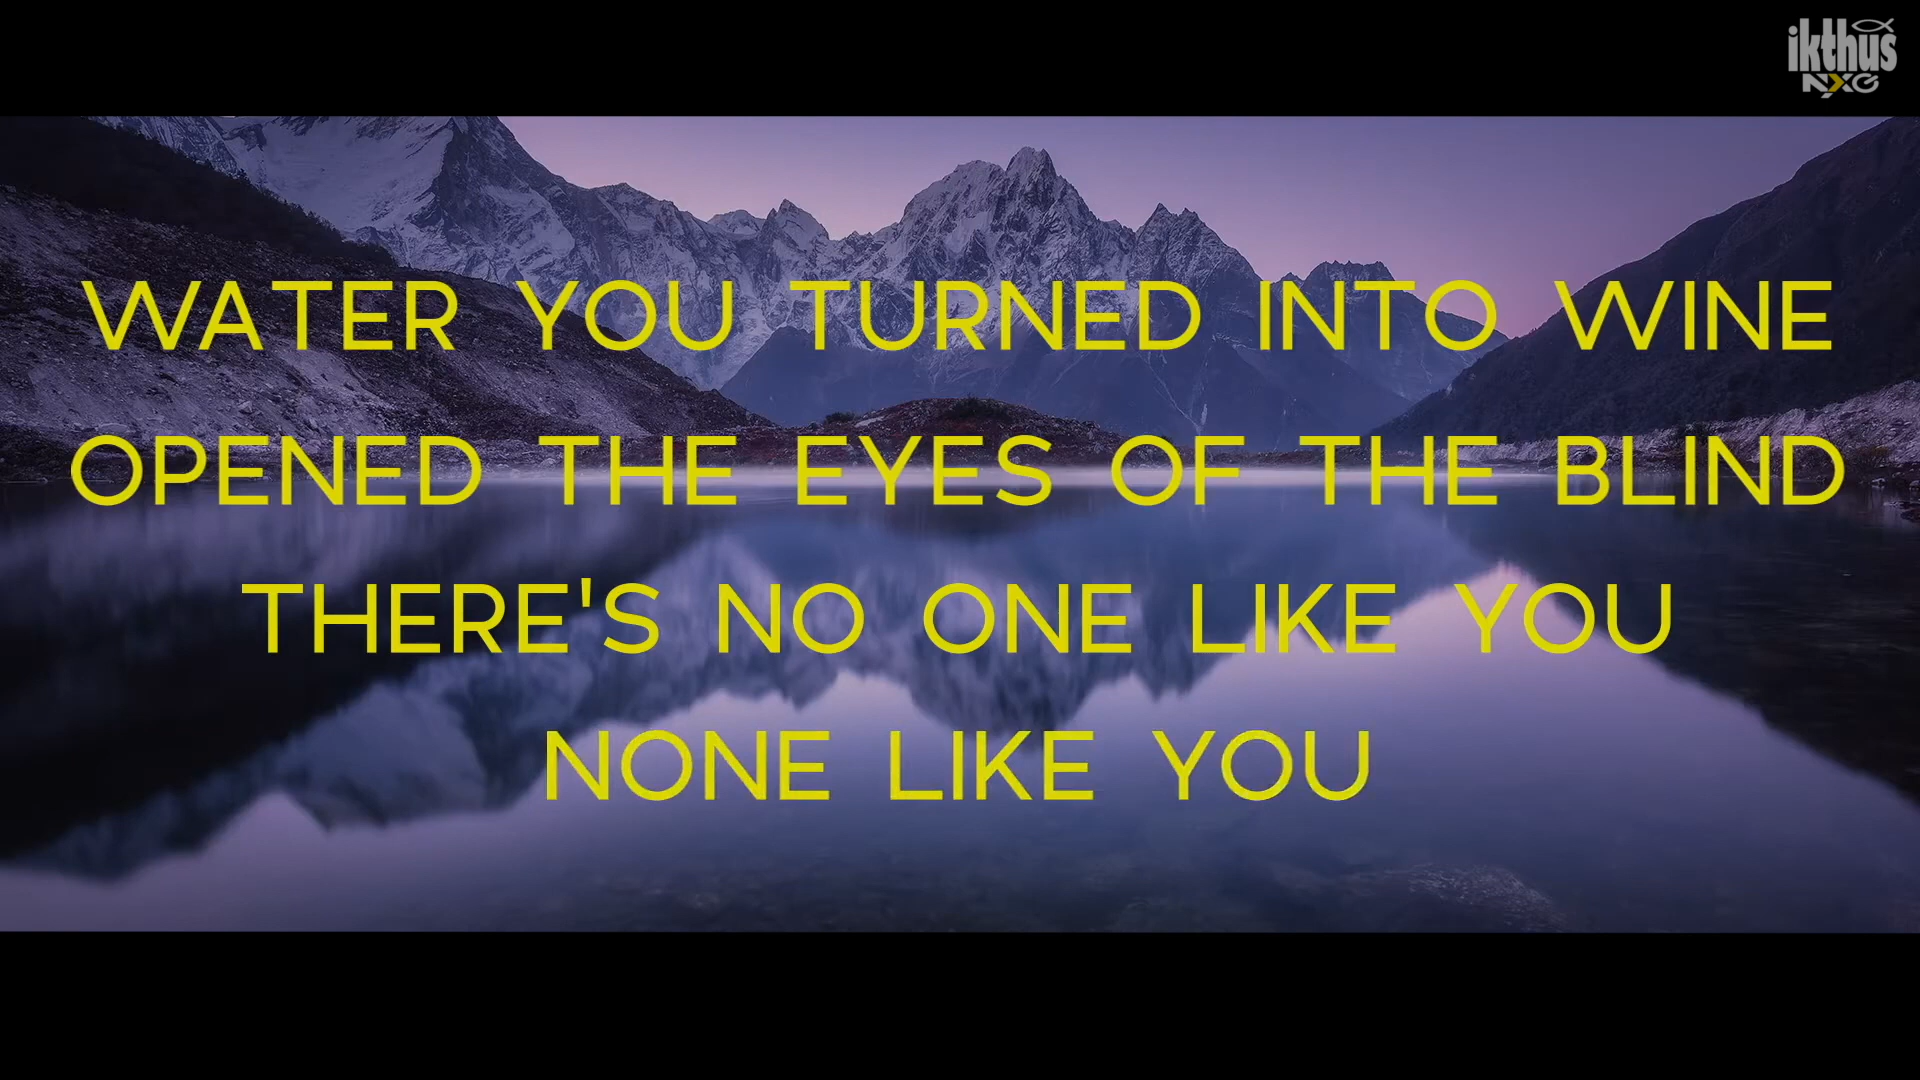 ikthus
NXG
WATER YOU TURNED INTO WINE
OPENED THE EYES OF THE BLIND
THERE'S NO ONE LIKE YOU
NONE LIKE YOU